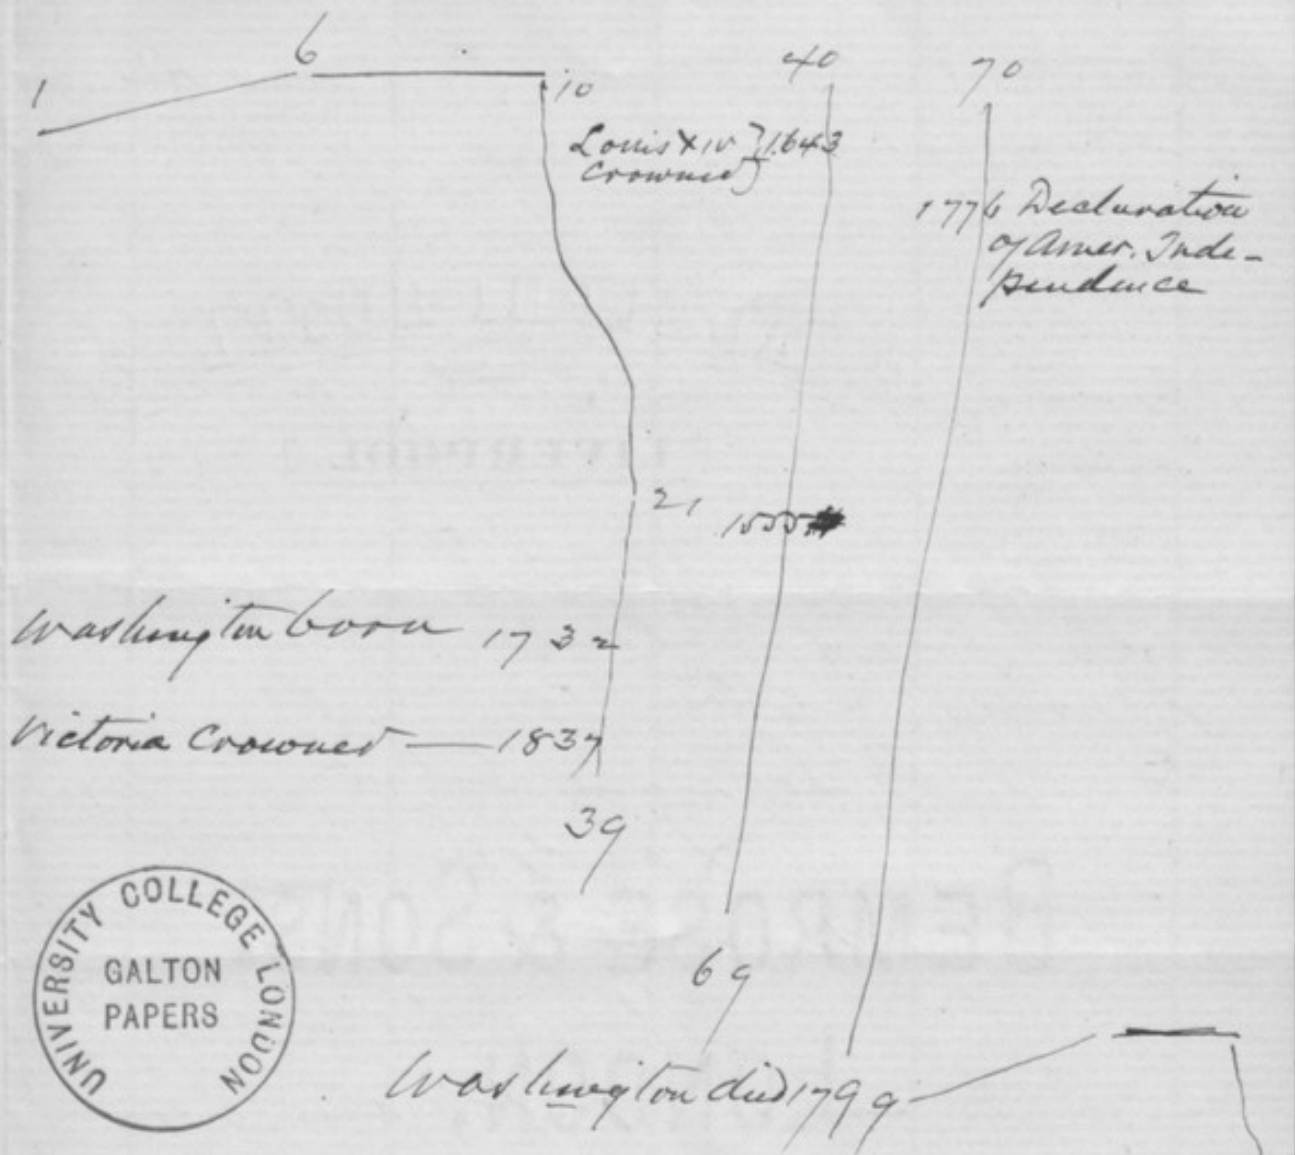 1
6
10
40
70
Louis XIV } 1643
Crowned
1776 Declaration
of Amer. Inde-
pendence
21
1555
Washington born 1732
Victoria Crowned — 1837
39
69
Washington died 1799
UNIVERSITY COLLEGE LONDON
GALTON
PAPERS